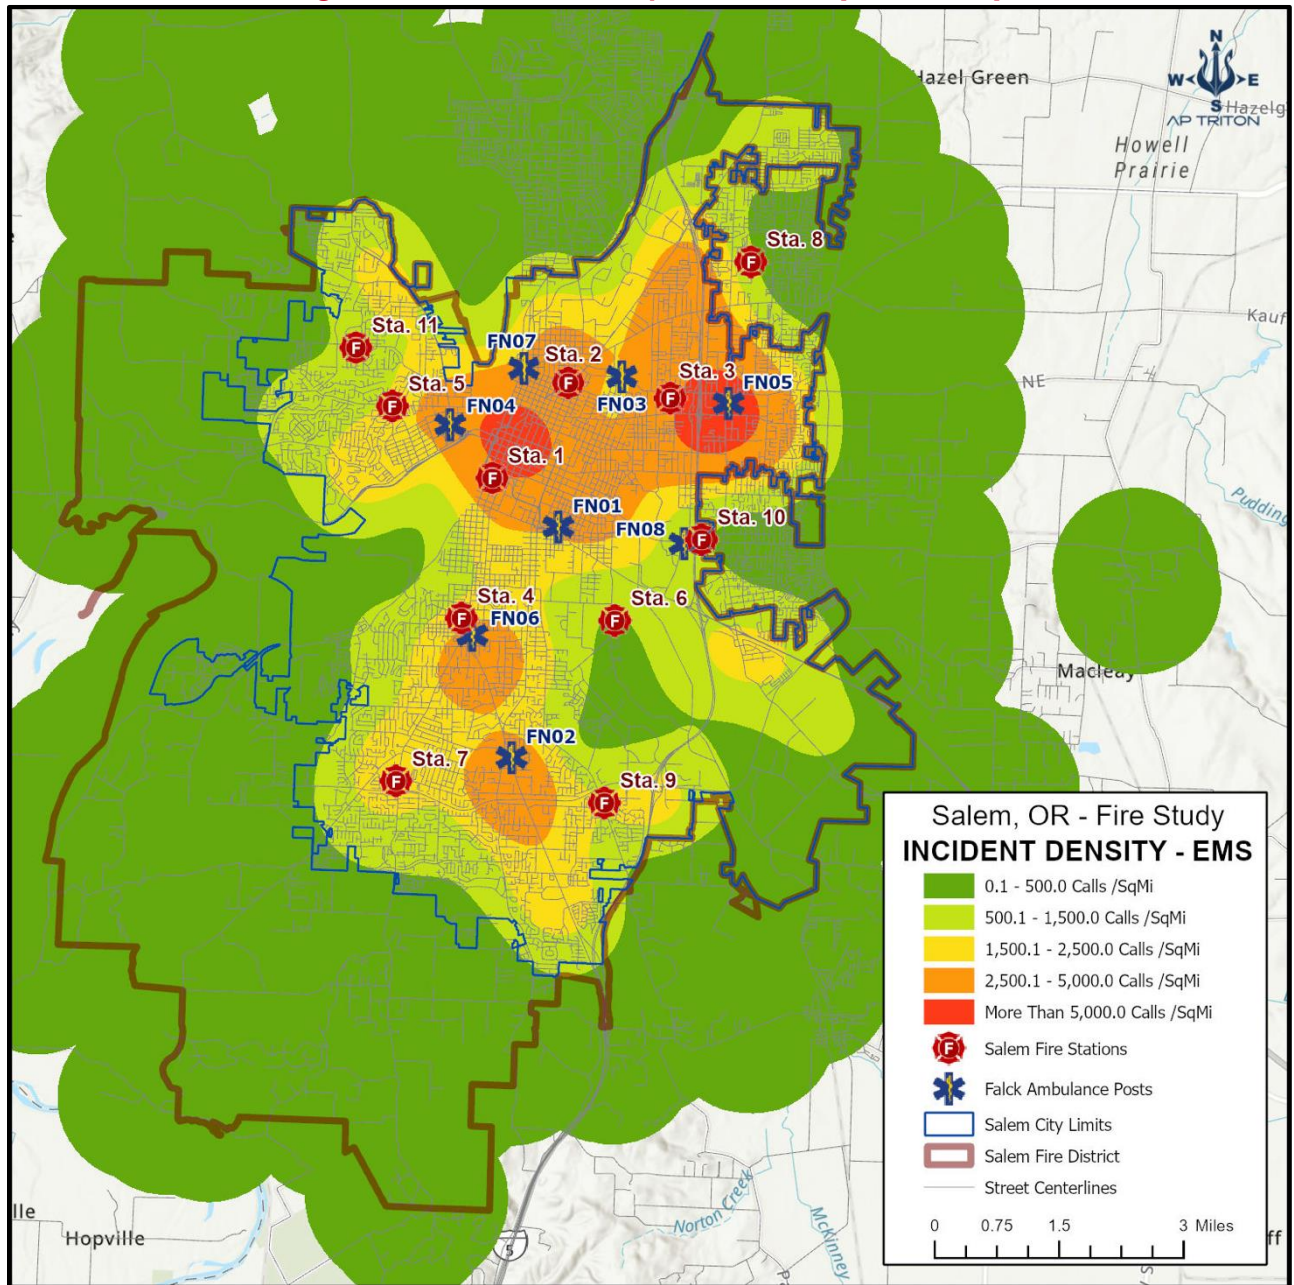 N
W E
S
AP TRITON
Hazel Green
Hazelg
Howell
Prairie
Sta. 8
Kauf
Sta. 11
FN07
Sta. 2
Sta. 3
FN05
NE
Sta. 5
FN04
FN03
Sta. 1
FN01
FN08
Sta. 10
Pudding
Sta. 4
FN06
Sta. 6
Macleay
FN02
Sta. 7
Sta. 9
Salem, OR - Fire Study
INCIDENT DENSITY - EMS
0.1 - 500.0 Calls /SqMi
500.1 - 1,500.0 Calls /SqMi
1,500.1 - 2,500.0 Calls /SqMi
2,500.1 - 5,000.0 Calls /SqMi
More Than 5,000.0 Calls /SqMi
F Salem Fire Stations
Falck Ambulance Posts
Salem City Limits
Salem Fire District
Street Centerlines
0 0.75 1.5 3 Miles
lle
Hopville
5
Norton Creek
McKinney
ff